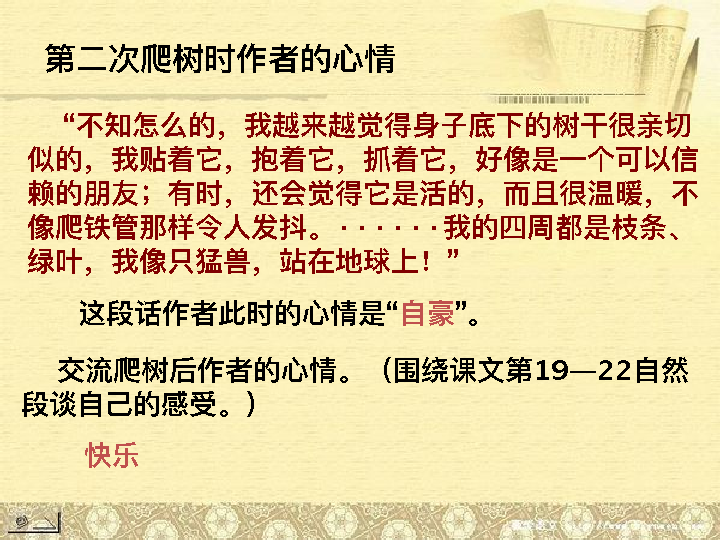 第二次爬树时作者的心情
“不知怎么的，我越来越觉得身子底下的树干很亲切
似的，我贴着它，抱着它，抓着它，好像是一个可以信
赖的朋友；有时，还会觉得它是活的，而且很温暖，不
像爬铁管那样令人发抖。······我的四周都是枝条、
绿叶，我像只猛兽，站在地球上！”
这段话作者此时的心情是“自豪”。
交流爬树后作者的心情。（围绕课文第19—22自然
段谈自己的感受。）
快乐